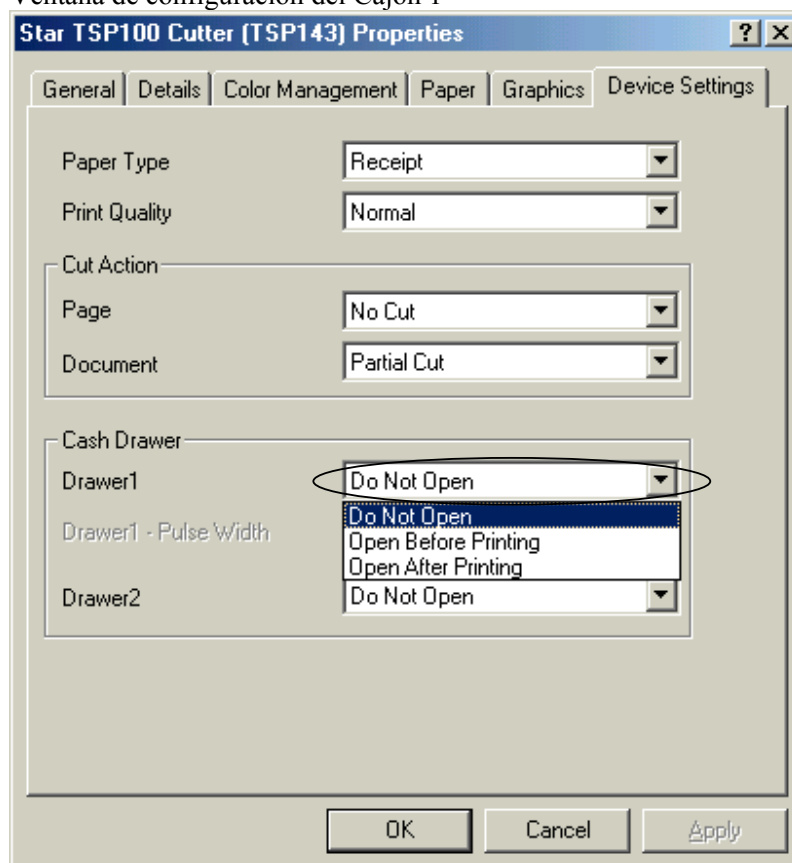 Ventana de configuración del Cajón 1
Star TSP100 Cutter (TSP143) Properties
General Details Color Management Paper Graphics Device Settings
Paper Type Receipt
Print Quality Normal
Cut Action
Page No Cut
Document Partial Cut
Cash Drawer
Drawer1 Do Not Open
Do Not Open
Drawer1 - Pulse Width Open Before Printing
Open After Printing
Drawer2 Do Not Open
OK Cancel Apply